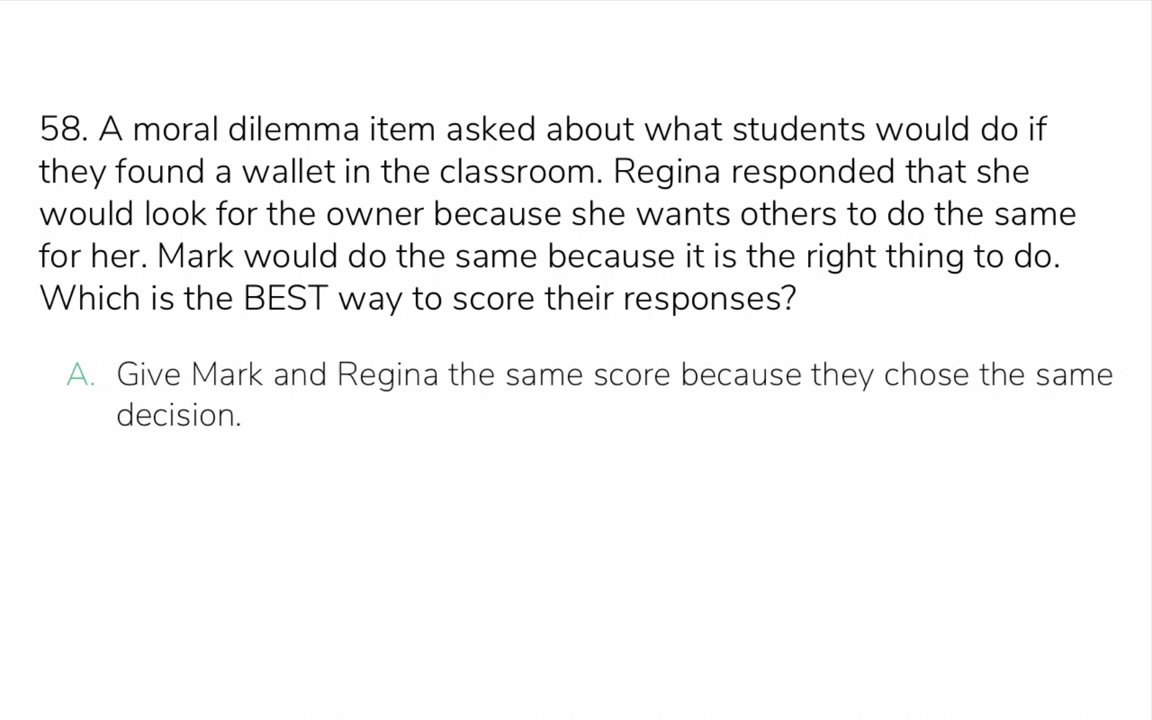 58. A moral dilemma item asked about what students would do if
they found a wallet in the classroom. Regina responded that she
would look for the owner because she wants others to do the same
for her. Mark would do the same because it is the right thing to do.
Which is the BEST way to score their responses?
A. Give Mark and Regina the same score because they chose the same
decision.